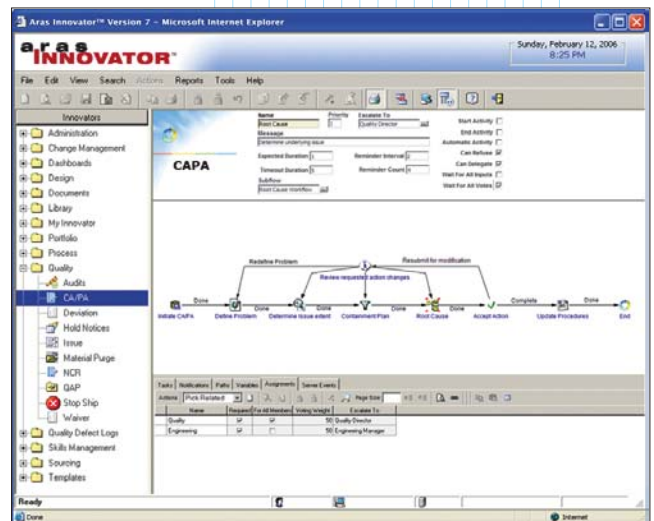 Aras Innovator™ Version 7 - Microsoft Internet Explorer
aras
INNOVATOR®
Sunday, February 12, 2006
8:25 PM
File Edit View Search Actions Reports Tools Help
Innovators
Administration
Change Management
Dashboards
Design
Documents
Library
My Innovator
Portfolio
Process
Quality
Audits
CA/PA
Deviation
Hold Notices
Issue
Material Purge
NCR
QAP
Stop Ship
Waiver
Quality Defect Logs
Skills Management
Sourcing
Templates
CAPA
Name Priority Escalate To
Root Cause Quality Director
Message
Determine underlying issue
Expected Duration Reminder Interval
Timeout Duration Reminder Count
Subflow
Root Cause Workflow
Start Activity
End Activity
Automatic Activity
Can Refuse
Can Delegate
Wait For All Inputs
Wait For All Votes
Redefine Problem Resubmit for modification
Review requested action changes
Done Done Done Done Done Complete Done
Initiate CA/PA Define Problem Determine Issue extent Containment Plan Root Cause Accept Action Update Procedures End
Tasks Notifications Paths Variables Assignments Server Events
Actions Pick Related Page Size
Name Required For All Members Voting Weight Escalate To
Quality 50 Quality Director
Engineering 50 Engineering Manager
Ready
Done Internet